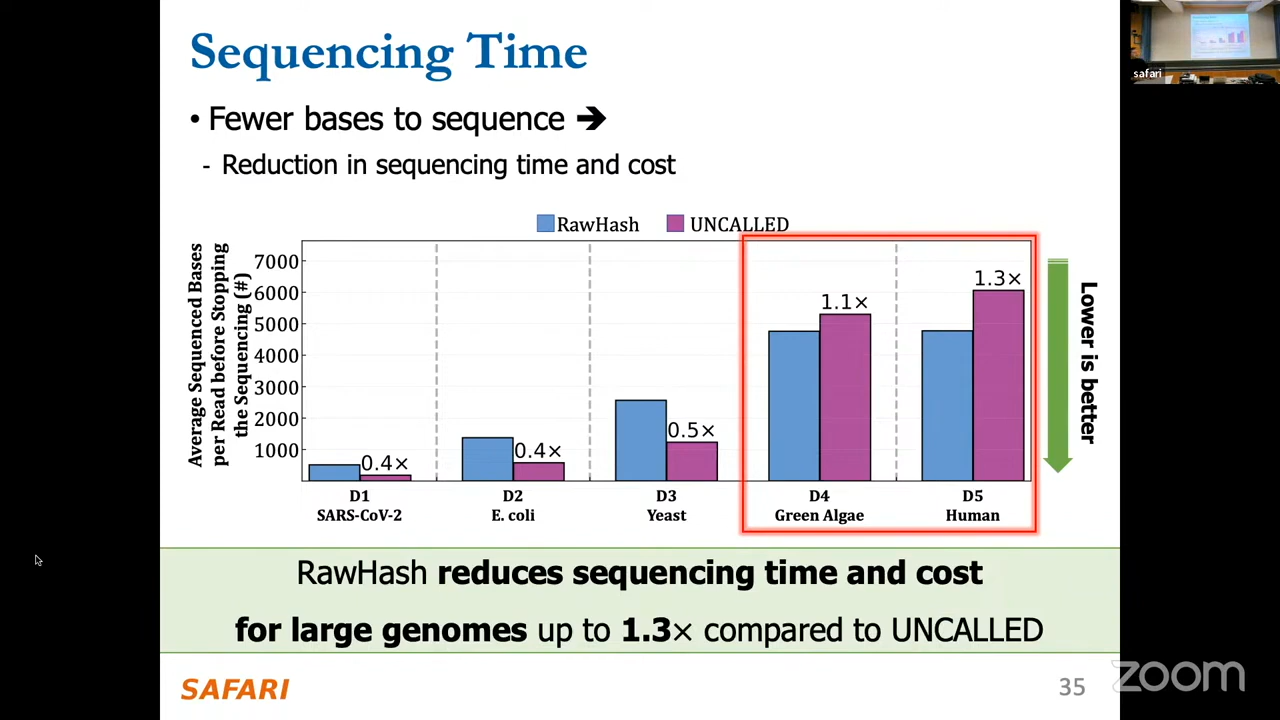 Sequencing Time
• Fewer bases to sequence ➔
- Reduction in sequencing time and cost
RawHash UNCALLED
Average Sequenced Bases
per Read before Stopping
the Sequencing (#)
7000
6000
5000
4000
3000
2000
1000
0.4×
0.4×
0.5×
1.1×
1.3×
D1
SARS-CoV-2
D2
E. coli
D3
Yeast
D4
Green Algae
D5
Human
Lower is better
RawHash reduces sequencing time and cost
for large genomes up to 1.3× compared to UNCALLED
SAFARI
35
zoom
safari